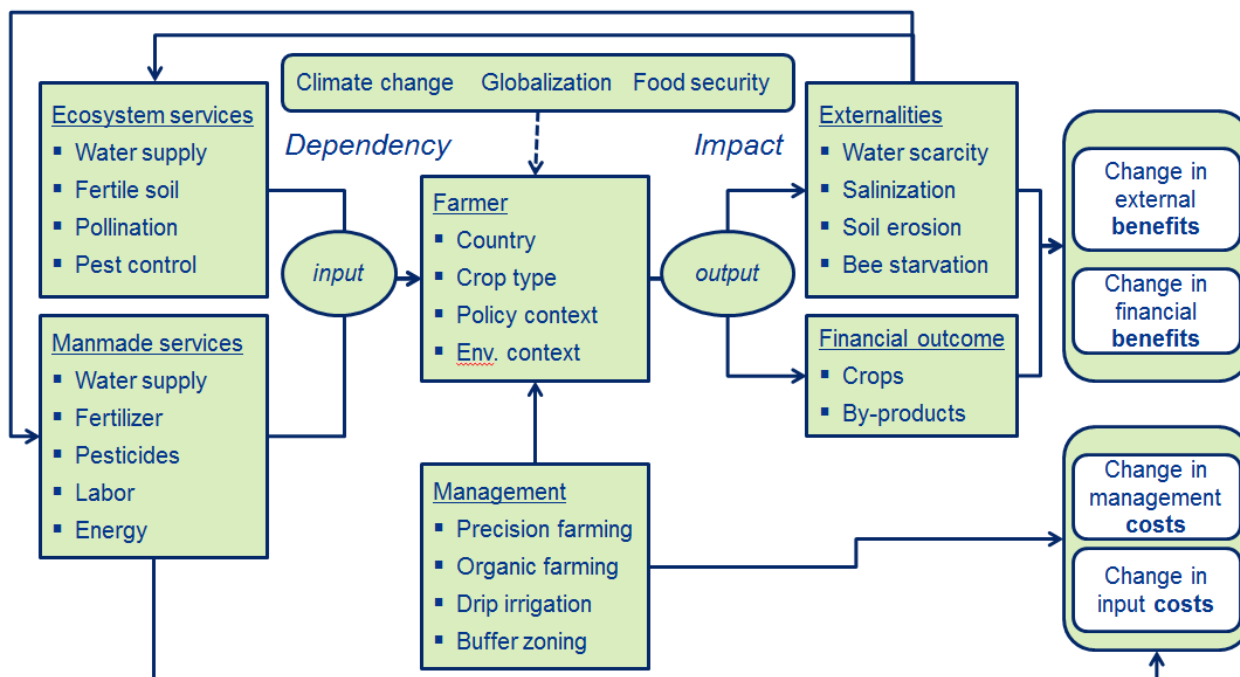 Climate change Globalization Food security
Ecosystem services
▪ Water supply
▪ Fertile soil
▪ Pollination
▪ Pest control
Dependency
Impact
Externalities
▪ Water scarcity
▪ Salinization
▪ Soil erosion
▪ Bee starvation
Change in
external
benefits
Change in
financial
benefits
input
Farmer
▪ Country
▪ Crop type
▪ Policy context
▪ Env. context
output
Manmade services
▪ Water supply
▪ Fertilizer
▪ Pesticides
▪ Labor
▪ Energy
Financial outcome
▪ Crops
▪ By-products
Management
▪ Precision farming
▪ Organic farming
▪ Drip irrigation
▪ Buffer zoning
Change in
management
costs
Change in
input costs